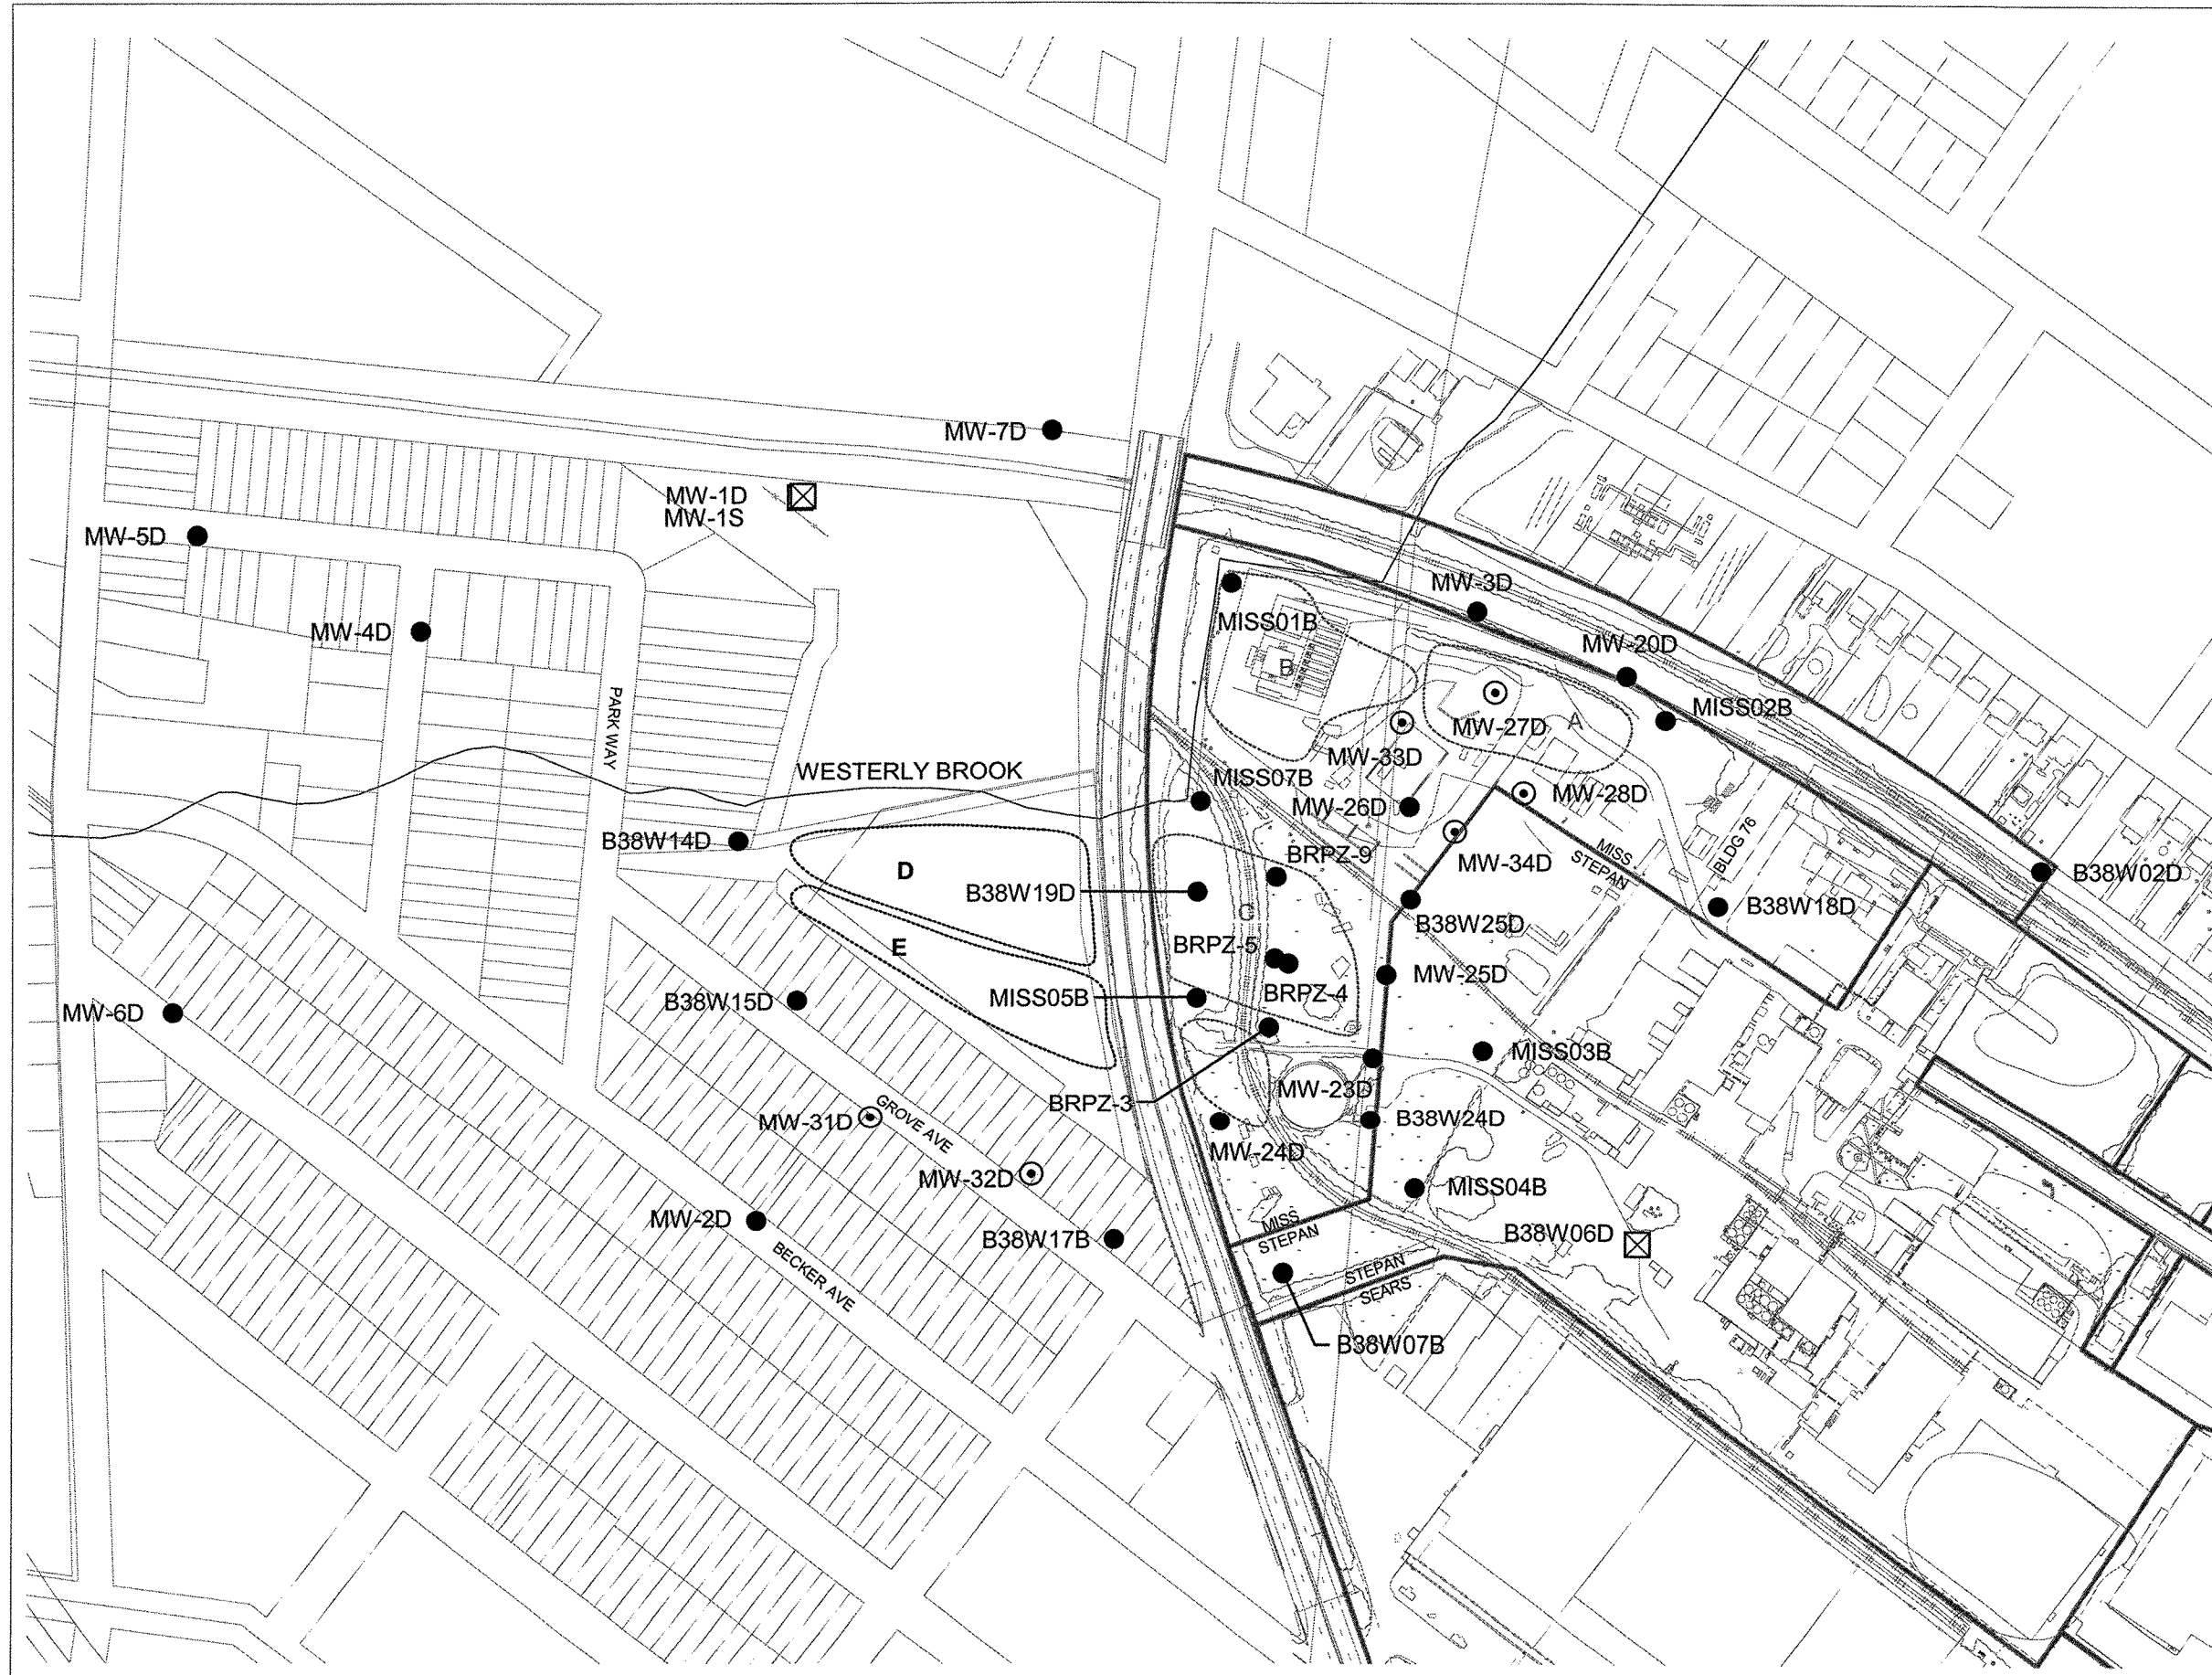 MW-7D
MW-1D
MW-1S
MW-5D
MW-4D
MW-3D
MISS01B
MW-20D
B
PARK WAY
MISS02B
MW-27D
A
MW-33D
WESTERLY BROOK
MISS07B
MW-28D
MW-26D
B38W14D
BRPZ-9
MW-34D
MISS
STEPAN
BLDG 76
D
B38W19D
B38W02D
C
B38W25D
B38W18D
E
BRPZ-5
BRPZ-4
MW-25D
B38W15D
MISS05B
MW-6D
MISS03B
MW-23D
BRPZ-3
GROVE AVE
MW-31D
B38W24D
MW-24D
MW-32D
MISS04B
MW-2D
MISS
STEPAN
B38W17B
B38W06D
BECKER AVE
STEPAN
SEARS
B38W07B